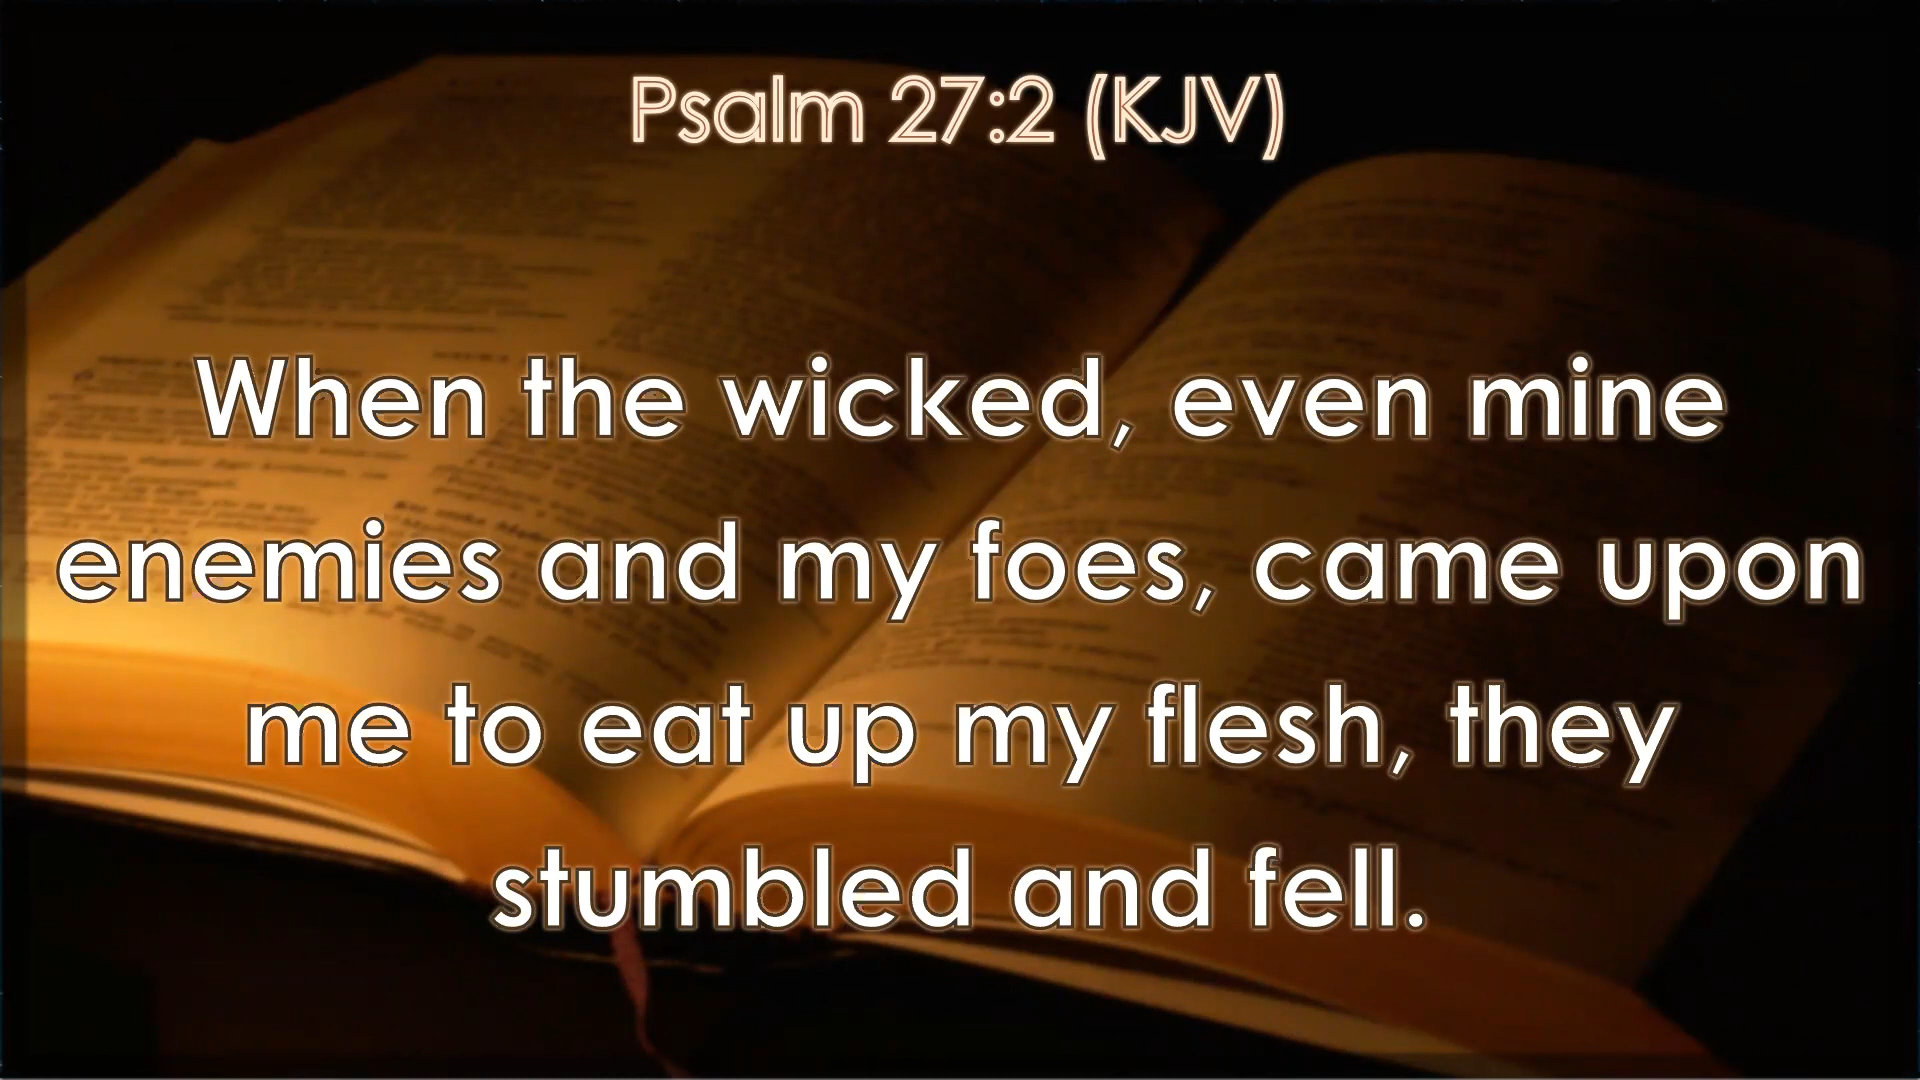 Psalm 27:2 (KJV)
When the wicked, even mine
enemies and my foes, came upon
me to eat up my flesh, they
stumbled and fell.